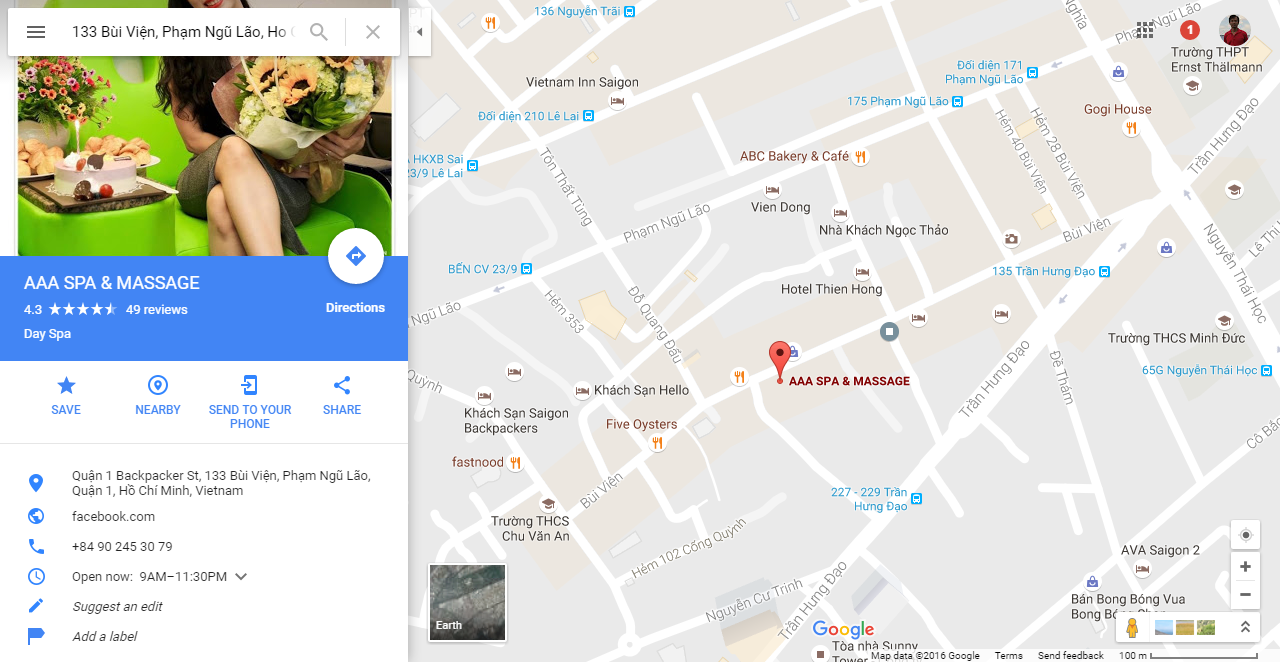 133 Bùi Viện, Phạm Ngũ Lão, Ho
AAA SPA & MASSAGE
4.3 ★★★★★ 49 reviews
Directions
Day Spa
SAVE
NEARBY
SEND TO YOUR
PHONE
SHARE
Quận 1 Backpacker St, 133 Bùi Viện, Phạm Ngũ Lão,
Quận 1, Hồ Chí Minh, Vietnam
facebook.com
+84 90 245 30 79
Open now: 9AM–11:30PM
Suggest an edit
Add a label
136 Nguyễn Trãi
Nghĩa
Phạm Ngũ Lão
1
Trường THPT
Ernst Thälmann
Đối diện 171
Phạm Ngũ Lão
Vietnam Inn Saigon
175 Phạm Ngũ Lão
Gogi House
Đối diện 210 Lê Lai
Hẻm 40 Bùi Viện
Hẻm 28 Bùi Viện
Trần Hưng Đạo
HKXB Sai
23/9 Lê Lai
Tôn Thất Tùng
ABC Bakery & Café
Vien Dong
Phạm Ngũ Lão
Nhà Khách Ngọc Thảo
Bùi Viện
Nguyễn Thái Học
Lê Thị
BẾN CV 23/9
135 Trần Hưng Đạo
Hotel Thien Hong
Hẻm 353
Đỗ Quang Đẩu
Ngũ Lão
Trường THCS Minh Đức
65G Nguyễn Thái Học
AAA SPA & MASSAGE
Trần Hưng Đạo
Đề Thám
Quỳnh
Khách Sạn Hello
Khách Sạn Saigon
Backpackers
Five Oysters
Cô Bắc
fastnood
Bùi Viện
227 - 229 Trần
Hưng Đạo
Trường THCS
Chu Văn An
Hẻm 102 Cống Quỳnh
AVA Saigon 2
Nguyễn Cư Trinh
Trần Hưng Đạo
Bán Bong Bóng Vua
Bong Bóng
Earth
Google
Tòa nhà Sunny
Tower
Map data ©2016 Google
Terms
Send feedback
100 m